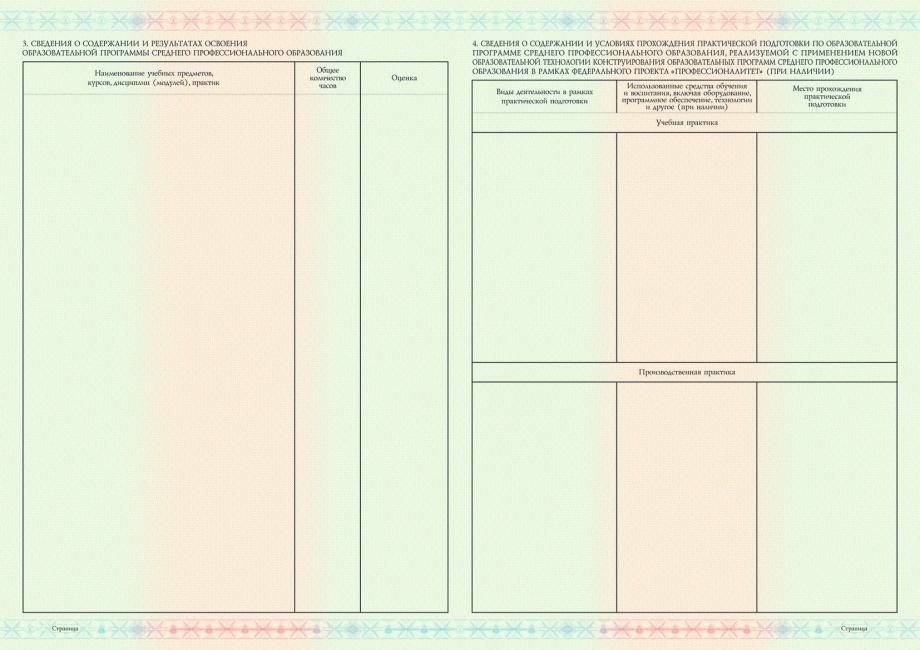 3. СВЕДЕНИЯ О СОДЕРЖАНИИ И РЕЗУЛЬТАТАХ ОСВОЕНИЯ
ОБРАЗОВАТЕЛЬНОЙ ПРОГРАММЫ СРЕДНЕГО ПРОФЕССИОНАЛЬНОГО ОБРАЗОВАНИЯ
Наименование учебных предметов,
курсов, дисциплин (модулей), практик
Общее
количество
часов
Оценка
Страница
4. СВЕДЕНИЯ О СОДЕРЖАНИИ И УСЛОВИЯХ ПРОХОЖДЕНИЯ ПРАКТИЧЕСКОЙ ПОДГОТОВКИ ПО ОБРАЗОВАТЕЛЬНОЙ
ПРОГРАММЕ СРЕДНЕГО ПРОФЕССИОНАЛЬНОГО ОБРАЗОВАНИЯ, РЕАЛИЗУЕМОЙ С ПРИМЕНЕНИЕМ НОВОЙ
ОБРАЗОВАТЕЛЬНОЙ ТЕХНОЛОГИИ КОНСТРУИРОВАНИЯ ОБРАЗОВАТЕЛЬНЫХ ПРОГРАММ СРЕДНЕГО ПРОФЕССИОНАЛЬНОГО
ОБРАЗОВАНИЯ В РАМКАХ ФЕДЕРАЛЬНОГО ПРОЕКТА «ПРОФЕССИОНАЛИТЕТ» (ПРИ НАЛИЧИИ)
Виды деятельности в рамках
практической подготовки
Использованные средства обучения
и воспитания, включая оборудование,
программное обеспечение, технологии
и другое (при наличии)
Место прохождения
практической
подготовки
Учебная практика
Производственная практика
Страница